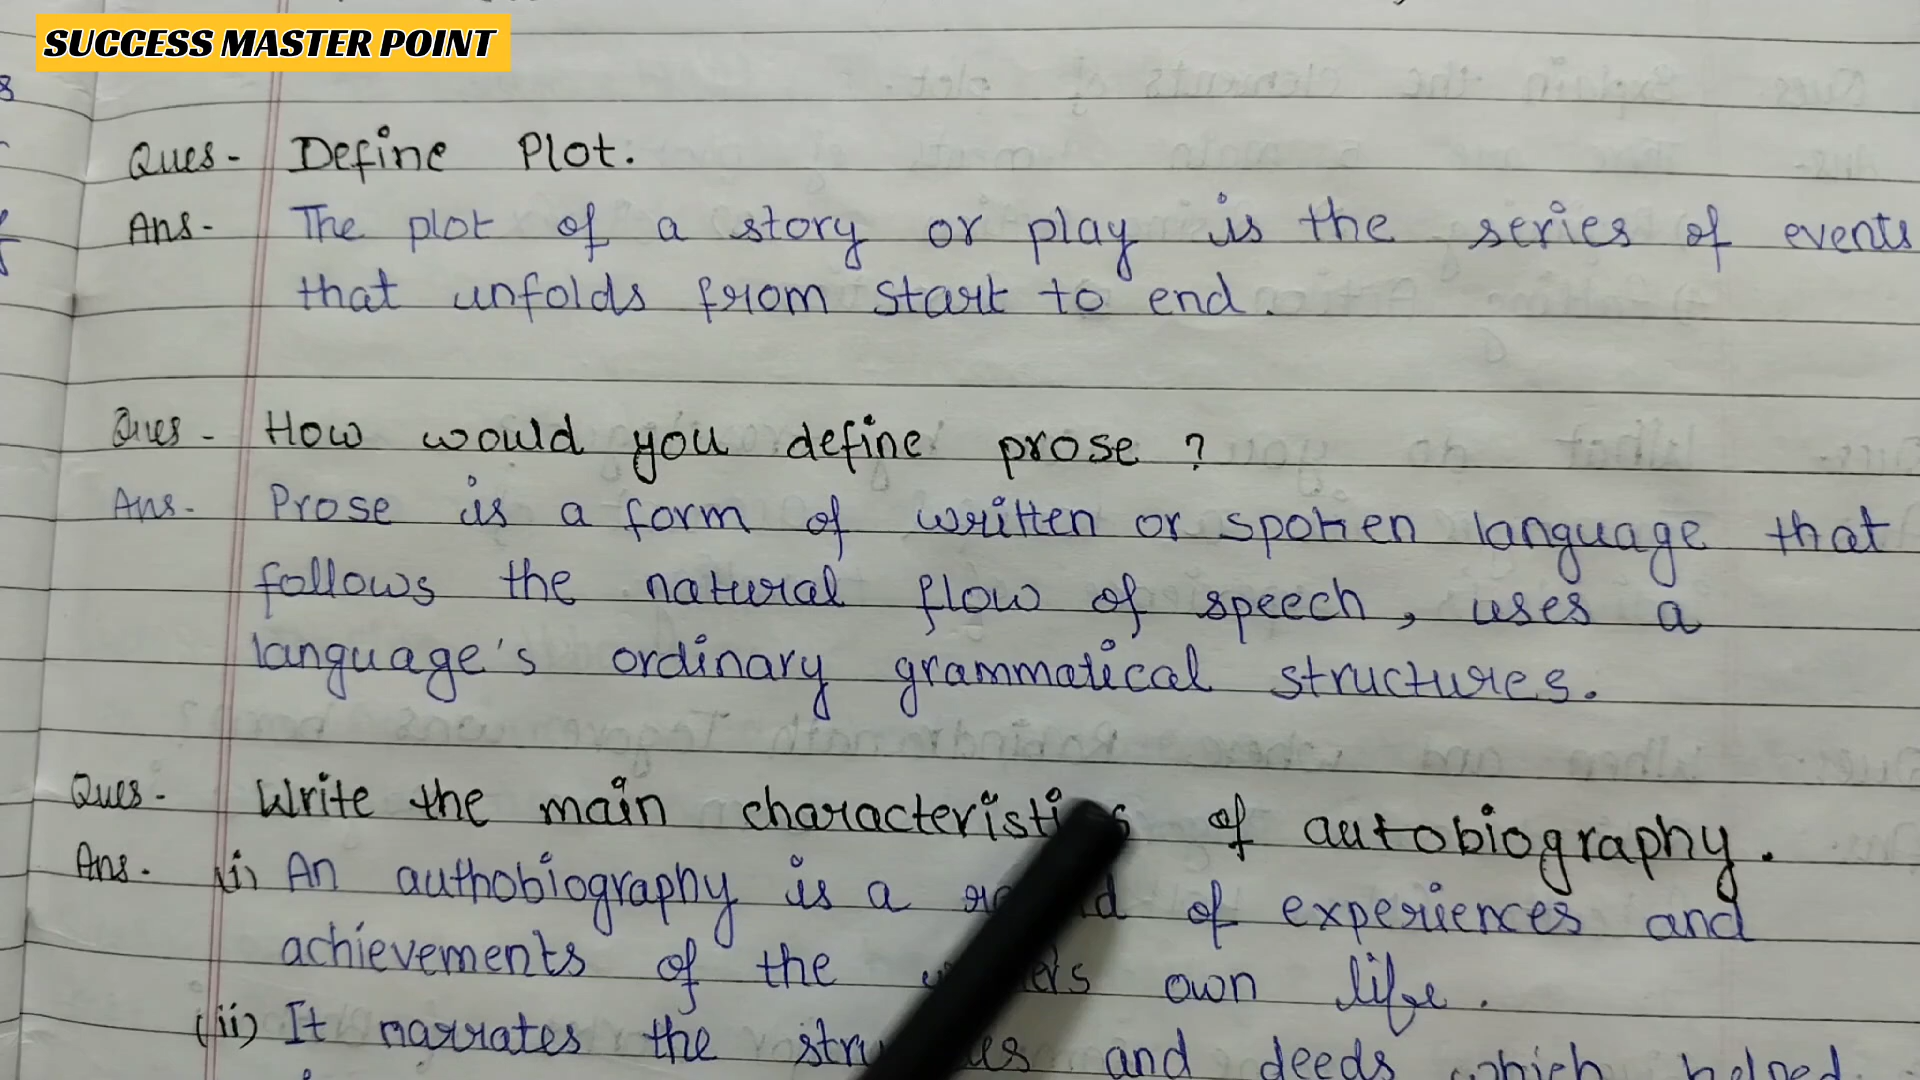 SUCCESS MASTER POINT
Ques - Define Plot.
Ans - The plot of a story or play is the series of events
that unfolds from start to end.
Ques - How would you define prose ?
Ans - Prose is a form of written or spoken language that
follows the natural flow of speech, uses a
language's ordinary grammatical structures.
Ques - Write the main characteristics of autobiography.
Ans - (i) An authobiography is a of experiences and
achievements of the own life.
(ii) It narrates the and deeds which helped